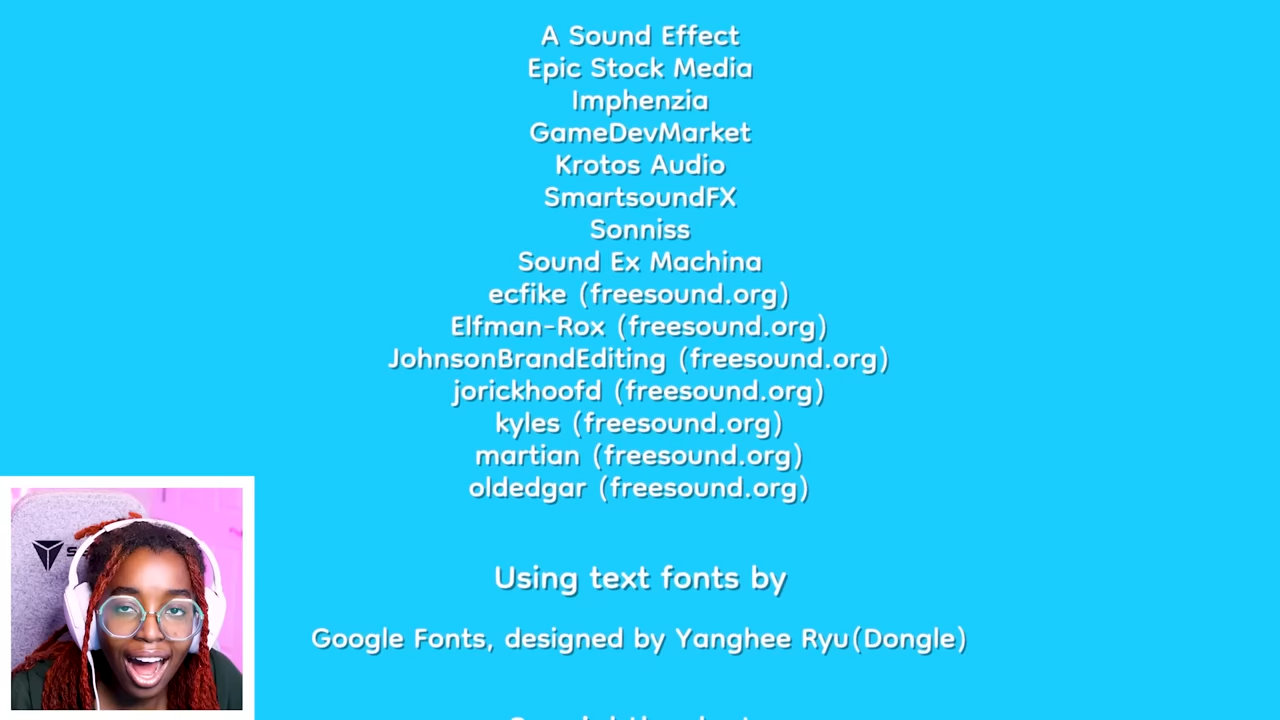 A Sound Effect
Epic Stock Media
Imphenzia
GameDevMarket
Krotos Audio
SmartsoundFX
Sonniss
Sound Ex Machina
ecfike (freesound.org)
Elfman-Rox (freesound.org)
JohnsonBrandEditing (freesound.org)
jorickhoofd (freesound.org)
kyles (freesound.org)
martian (freesound.org)
oldedgar (freesound.org)
Using text fonts by
Google Fonts, designed by Yanghee Ryu(Dongle)